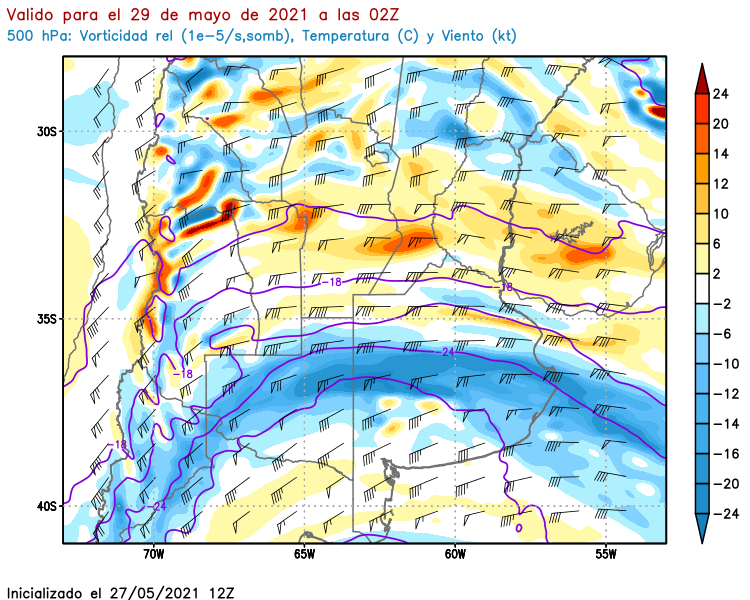 Valido para el 29 de mayo de 2021 a las 02Z
500 hPa: Vorticidad rel (1e-5/s,somb), Temperatura (C) y Viento (kt)
24
30S
20
14
12
10
6
2
-18
-18
-2
35S
-6
-24
-18
-10
-14
-18
-16
-20
40S
-24
-24
70W
65W
60W
55W
Inicializado el 27/05/2021 12Z